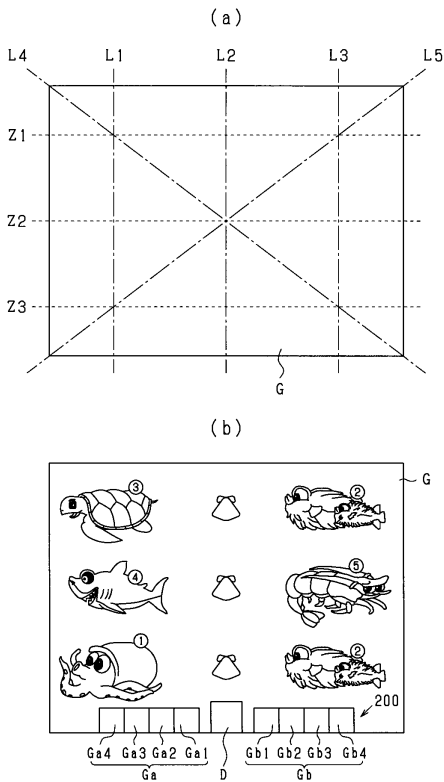 (a)
L4 L1 L2 L3 L5
Z1
Z2
Z3
G
(b)
G
③ ②
④ ⑤
① ②
200
Ga4 Ga3 Ga2 Ga1 Gb1 Gb2 Gb3 Gb4
Ga D Gb